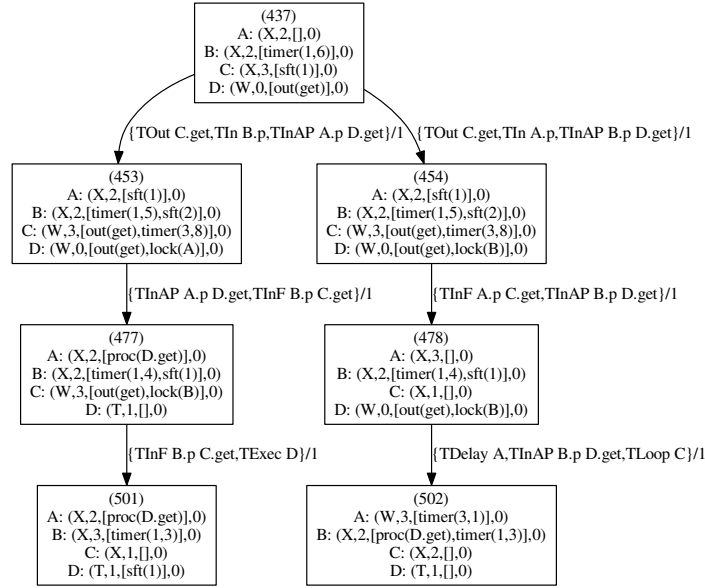 (437)
A: (X,2,[],0)
B: (X,2,[timer(1,6)],0)
C: (X,3,[sft(1)],0)
D: (W,0,[out(get)],0)
{TOut C.get,TIn B.p,TInAP A.p D.get}/1
{TOut C.get,TIn A.p,TInAP B.p D.get}/1
(453)
A: (X,2,[sft(1)],0)
B: (X,2,[timer(1,5),sft(2)],0)
C: (W,3,[out(get),timer(3,8)],0)
D: (W,0,[out(get),lock(A)],0)
(454)
A: (X,2,[sft(1)],0)
B: (X,2,[timer(1,5),sft(2)],0)
C: (W,3,[out(get),timer(3,8)],0)
D: (W,0,[out(get),lock(B)],0)
{TInAP A.p D.get,TInF B.p C.get}/1
{TInF A.p C.get,TInAP B.p D.get}/1
(477)
A: (X,2,[proc(D.get)],0)
B: (X,2,[timer(1,4),sft(1)],0)
C: (W,3,[out(get),lock(B)],0)
D: (T,1,[],0)
(478)
A: (X,3,[],0)
B: (X,2,[timer(1,4),sft(1)],0)
C: (X,1,[],0)
D: (W,0,[out(get),lock(B)],0)
{TInF B.p C.get,TExec D}/1
{TDelay A,TInAP B.p D.get,TLoop C}/1
(501)
A: (X,2,[proc(D.get)],0)
B: (X,3,[timer(1,3)],0)
C: (X,1,[],0)
D: (T,1,[sft(1)],0)
(502)
A: (W,3,[timer(3,1)],0)
B: (X,2,[proc(D.get),timer(1,3)],0)
C: (X,2,[],0)
D: (T,1,[],0)